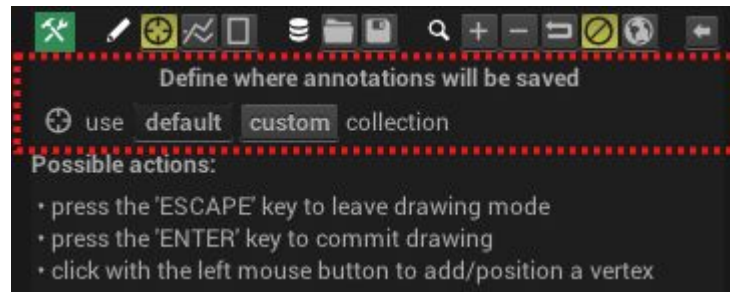 Define where annotations will be saved
use default custom collection
Possible actions:
• press the 'ESCAPE' key to leave drawing mode
• press the 'ENTER' key to commit drawing
• click with the left mouse button to add/position a vertex